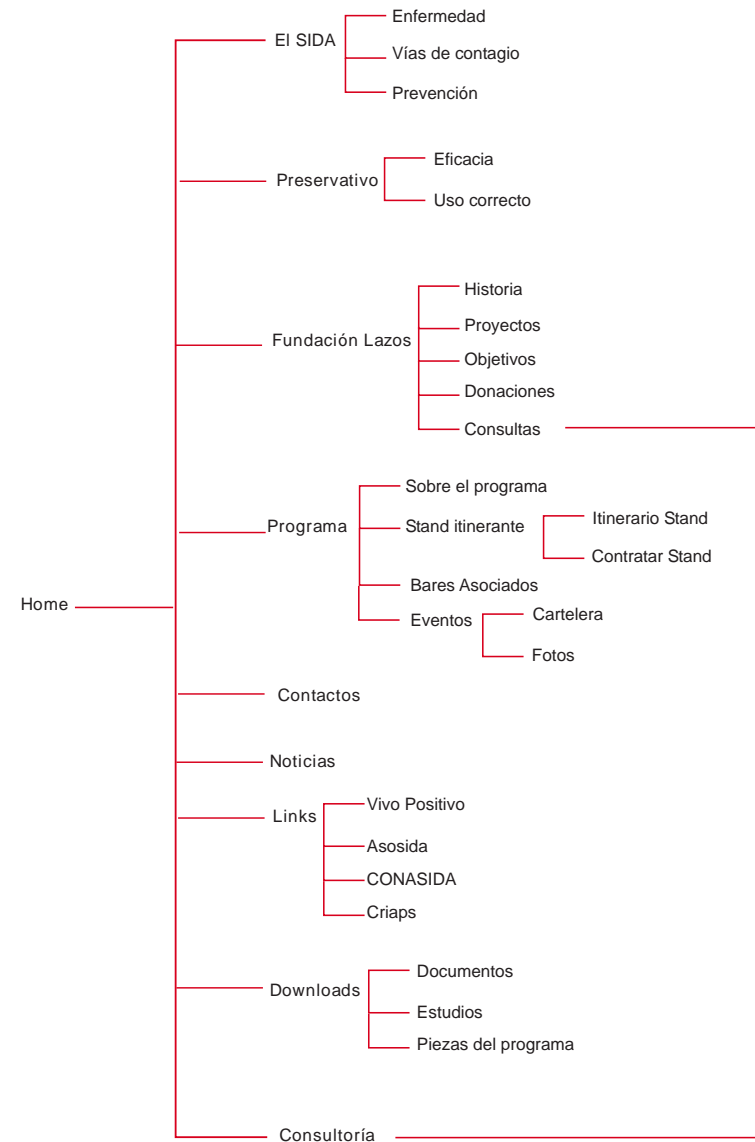 Home
El SIDA
Enfermedad
Vías de contagio
Prevención
Preservativo
Eficacia
Uso correcto
Fundación Lazos
Historia
Proyectos
Objetivos
Donaciones
Consultas
Programa
Sobre el programa
Stand itinerante
Itinerario Stand
Contratar Stand
Bares Asociados
Eventos
Cartelera
Fotos
Contactos
Noticias
Links
Vivo Positivo
Asosida
CONASIDA
Criaps
Downloads
Documentos
Estudios
Piezas del programa
Consultoría